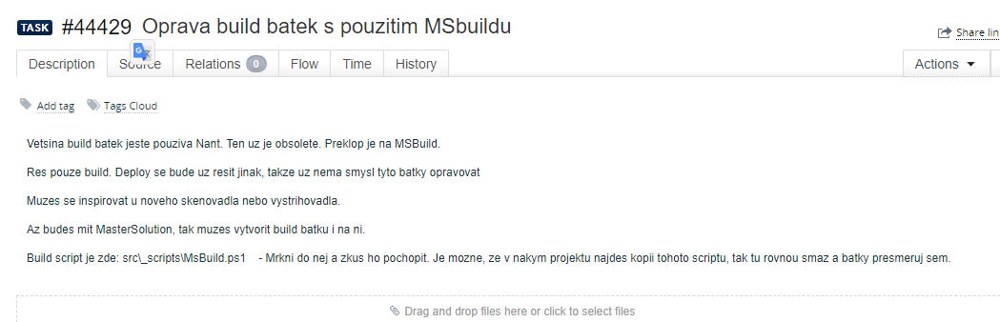 TASK #44429 Oprava build batek s pouzitim MSbuildu
Share lin
Description Source Relations 0 Flow Time History Actions
Add tag Tags Cloud
Vetsina build batek jeste pouziva Nant. Ten uz je obsolete. Preklop je na MSBuild.
Res pouze build. Deploy se bude uz resit jinak, takze uz nema smysl tyto batky opravovat
Muzes se inspirovat u noveho skenovadla nebo vystrihovadla.
Az budes mit MasterSolution, tak muzes vytvorit build batku i na ni.
Build script je zde: src\_scripts\MsBuild.ps1 - Mrkni do nej a zkus ho pochopit. Je mozne, ze v nakym projektu najdes kopii tohoto scriptu, tak tu rovnou smaz a batky presmeruj sem.
Drag and drop files here or click to select files